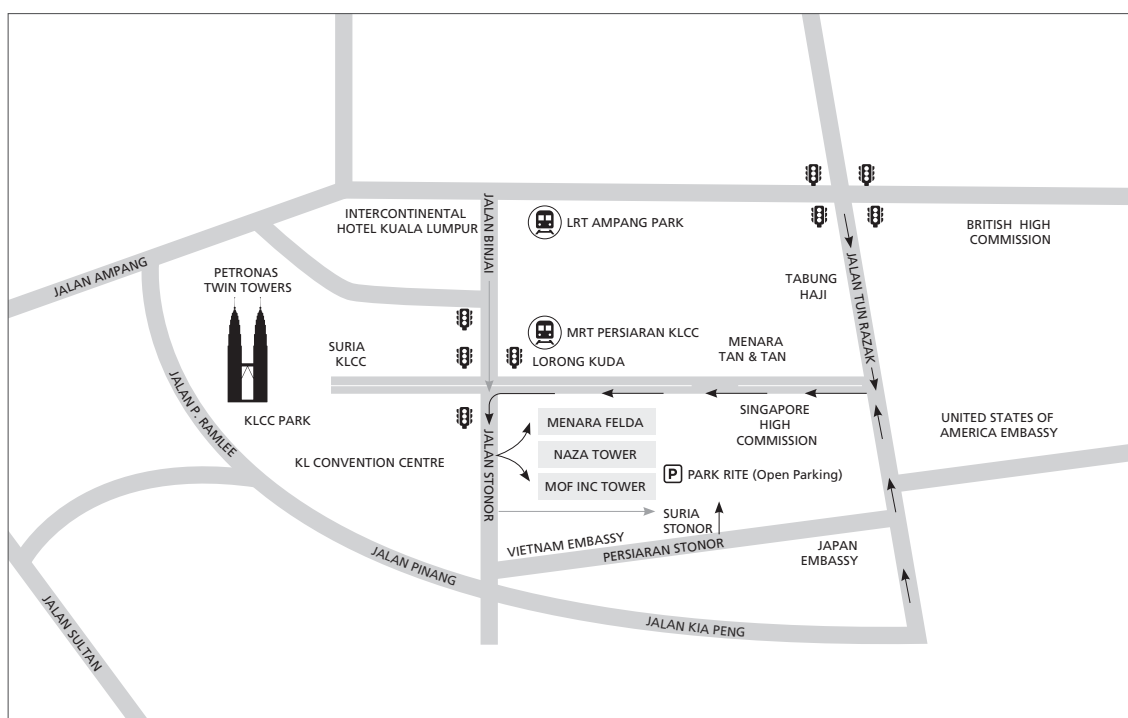 JALAN BINJAI
INTERCONTINENTAL
HOTEL KUALA LUMPUR
LRT AMPANG PARK
BRITISH HIGH
COMMISSION
JALAN AMPANG
PETRONAS
TWIN TOWERS
TABUNG
HAJI
JALAN TUN RAZAK
MRT PERSIARAN KLCC
SURIA
KLCC
LORONG KUDA
MENARA
TAN & TAN
JALAN P. RAMLEE
KLCC PARK
MENARA FELDA
SINGAPORE
HIGH
COMMISSION
UNITED STATES OF
AMERICA EMBASSY
KL CONVENTION CENTRE
JALAN STONOR
NAZA TOWER
P PARK RITE (Open Parking)
MOF INC TOWER
SURIA
STONOR
VIETNAM EMBASSY
PERSIARAN STONOR
JAPAN
EMBASSY
JALAN PINANG
JALAN KIA PENG
JALAN SULTAN